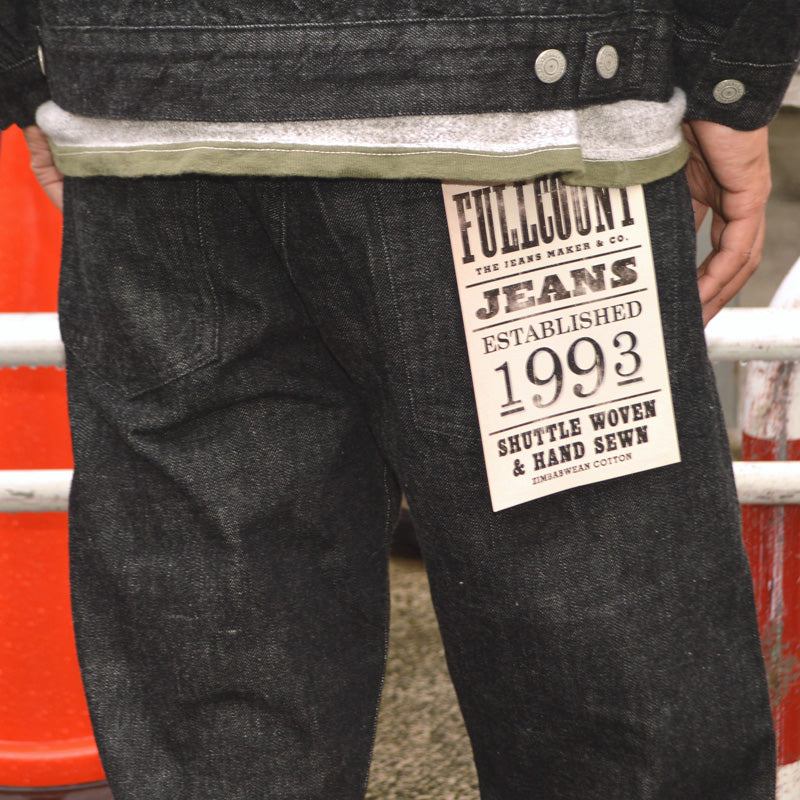 FULLCOUNT
THE JEANS MAKER & CO.
JEANS
ESTABLISHED
1993
SHUTTLE WOVEN
& HAND SEWN
ZIMBABWEAN COTTON